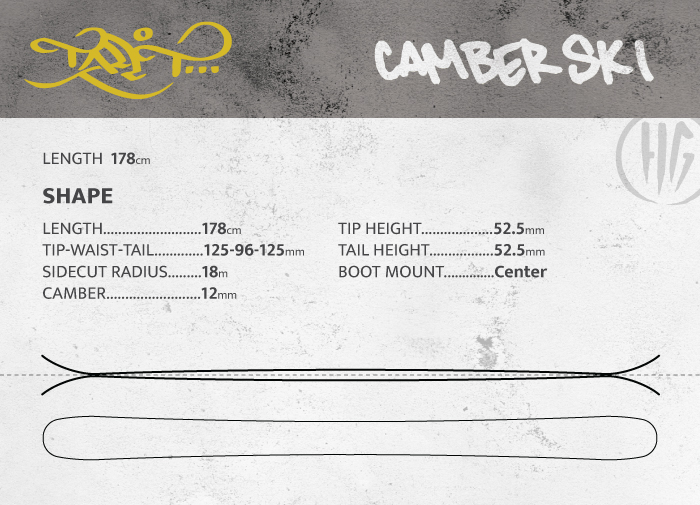 CAMBER SKI
HG
LENGTH 178cm
SHAPE
LENGTH..........................178cm
TIP-WAIST-TAIL.............125-96-125mm
SIDECUT RADIUS.........18m
CAMBER.........................12mm
TIP HEIGHT...................52.5mm
TAIL HEIGHT.................52.5mm
BOOT MOUNT.............Center